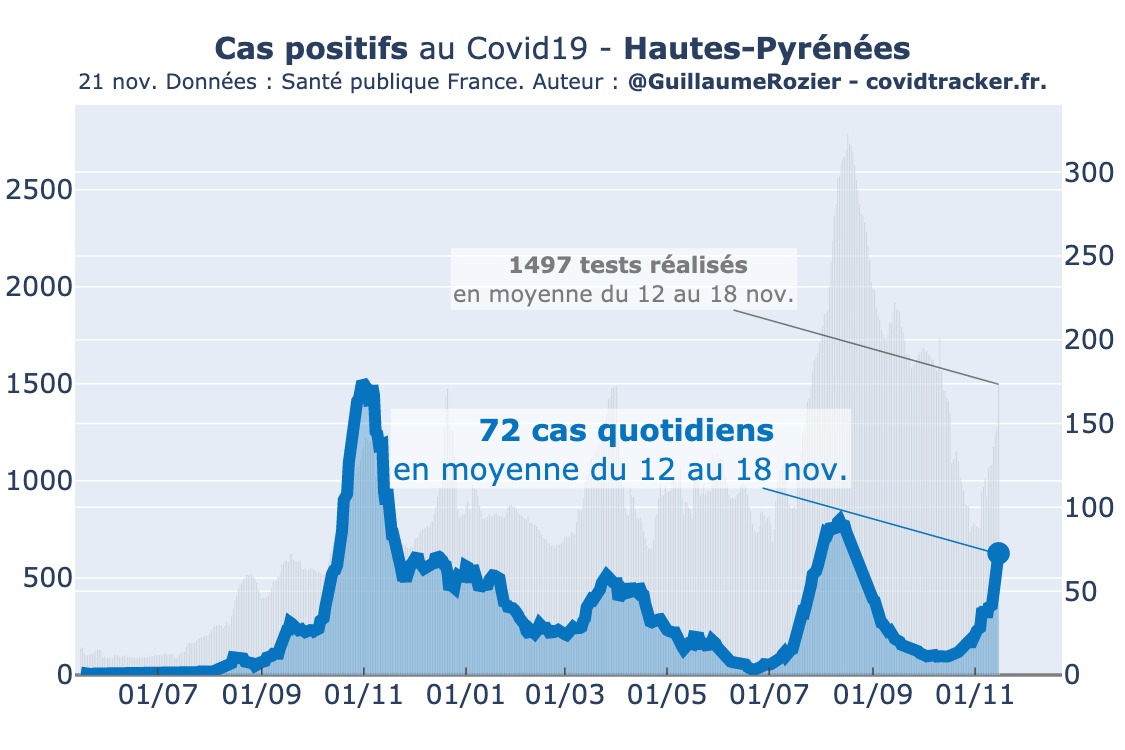 Cas positifs au Covid19 - Hautes-Pyrénées
21 nov. Données : Santé publique France. Auteur : @GuillaumeRozier - covidtracker.fr.
2500
2000
1500
1000
500
0
300
250
200
150
100
50
0
1497 tests réalisés
en moyenne du 12 au 18 nov.
72 cas quotidiens
en moyenne du 12 au 18 nov.
01/07 01/09 01/11 01/01 01/03 01/05 01/07 01/09 01/11